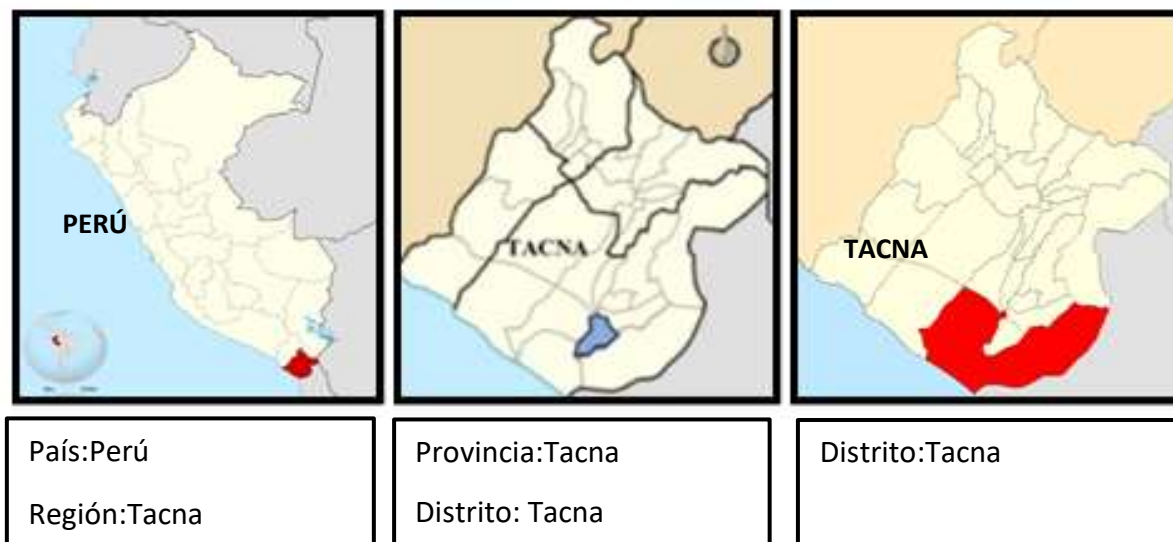 PERÚ
TACNA
TACNA
País:Perú
Región:Tacna
Provincia:Tacna
Distrito: Tacna
Distrito:Tacna